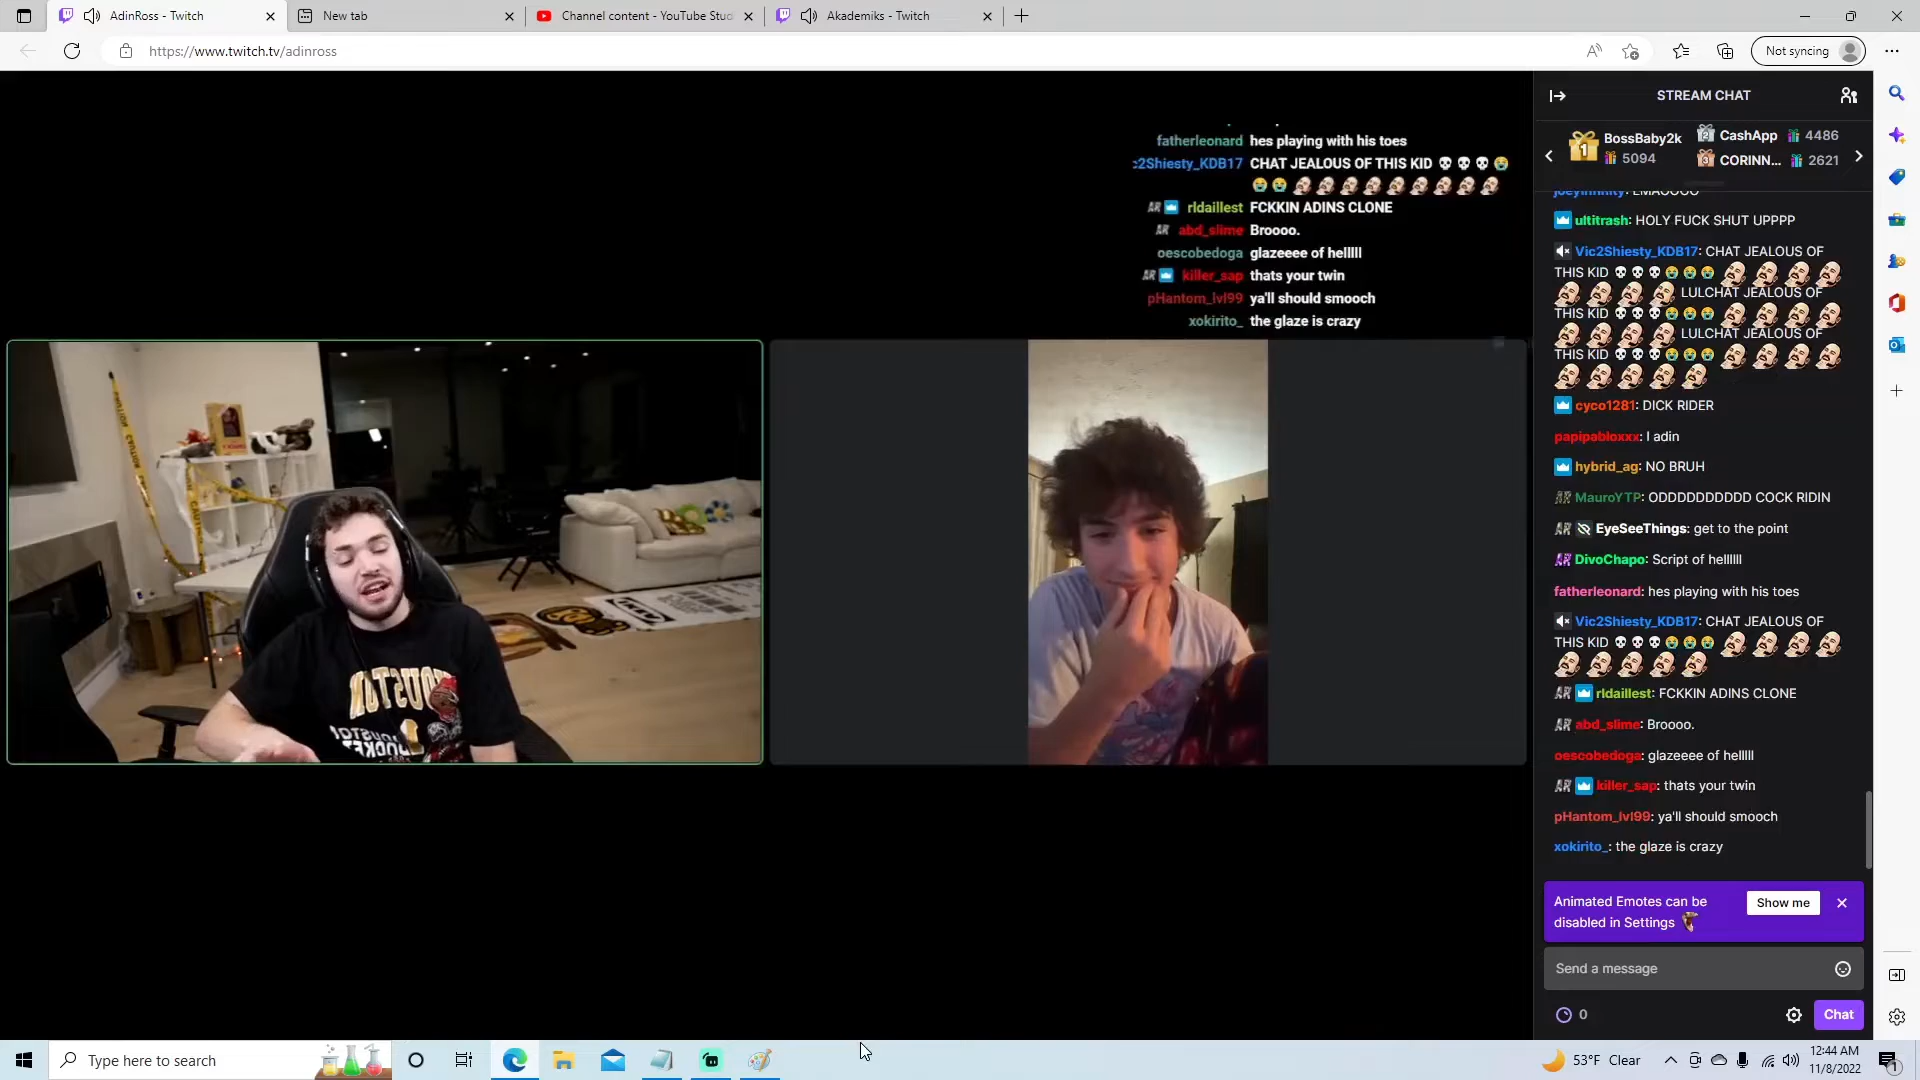 AdinRoss - Twitch
New tab
Channel content - YouTube Stud
Akademiks - Twitch
https://www.twitch.tv/adinross
Not syncing
fatherleonard hes playing with his toes
c2Shiesty_KDB17 CHAT JEALOUS OF THIS KID
rldaillest FCKKIN ADINS CLONE
abd_slime Broooo.
oescobedoga glazeeee of helllll
killer_sap thats your twin
pHantom_lvl99 ya'll should smooch
xokirito_ the glaze is crazy
STREAM CHAT
BossBaby2k
5094
CashApp 4486
CORINN... 2621
ultitrash: HOLY FUCK SHUT UPPPP
Vic2Shiesty_KDB17: CHAT JEALOUS OF
THIS KID
LULCHAT JEALOUS OF
THIS KID
LULCHAT JEALOUS OF
THIS KID
cyco1281: DICK RIDER
papipabloxxx: I adin
hybrid_ag: NO BRUH
MauroYTP: ODDDDDDDDDD COCK RIDIN
EyeSeeThings: get to the point
DivoChapo: Script of hellllll
fatherleonard: hes playing with his toes
Vic2Shiesty_KDB17: CHAT JEALOUS OF
THIS KID
rldaillest: FCKKIN ADINS CLONE
abd_slime: Broooo.
oescobedoga: glazeeee of helllll
killer_sap: thats your twin
pHantom_lvl99: ya'll should smooch
xokirito_: the glaze is crazy
Animated Emotes can be
disabled in Settings
Show me
Send a message
0
Chat
HOUSTON
Type here to search
53°F Clear
12:44 AM
11/8/2022